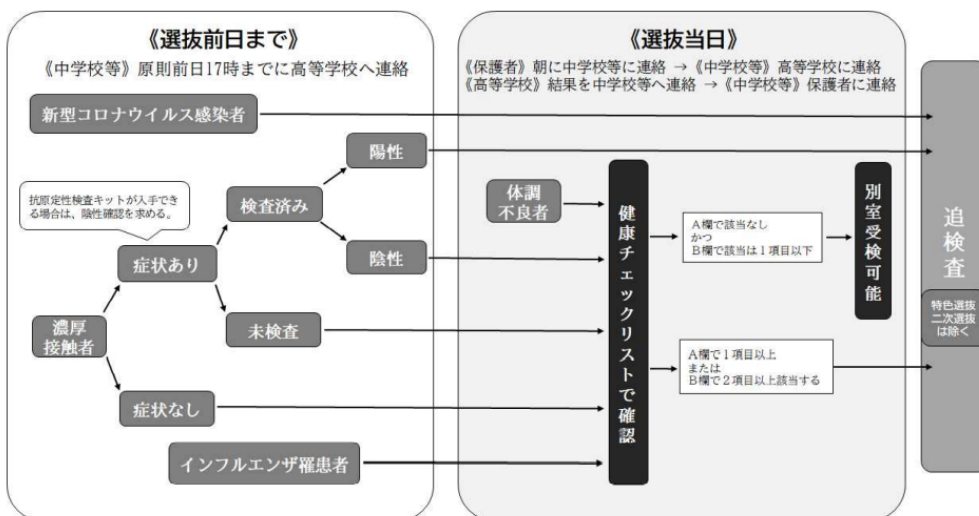 《選抜前日まで》
《中学校等》原則前日17時までに高等学校へ連絡
新型コロナウイルス感染者
陽性
抗原定性検査キットが入手でき
る場合は、陰性確認を求める。
検査済み
症状あり
陰性
濃厚
接触者
未検査
症状なし
インフルエンザ罹患者
《選抜当日》
《保護者》朝に中学校等に連絡 → 《中学校等》高等学校に連絡
《高等学校》結果を中学校等へ連絡 → 《中学校等》保護者に連絡
体調
不良者
健康チェックリストで確認
A欄で該当なし
かつ
B欄で該当は1項目以下
別室受検可能
A欄で1項目以上
または
B欄で2項目以上該当する
追検査
特色選抜
二次選抜
は除く